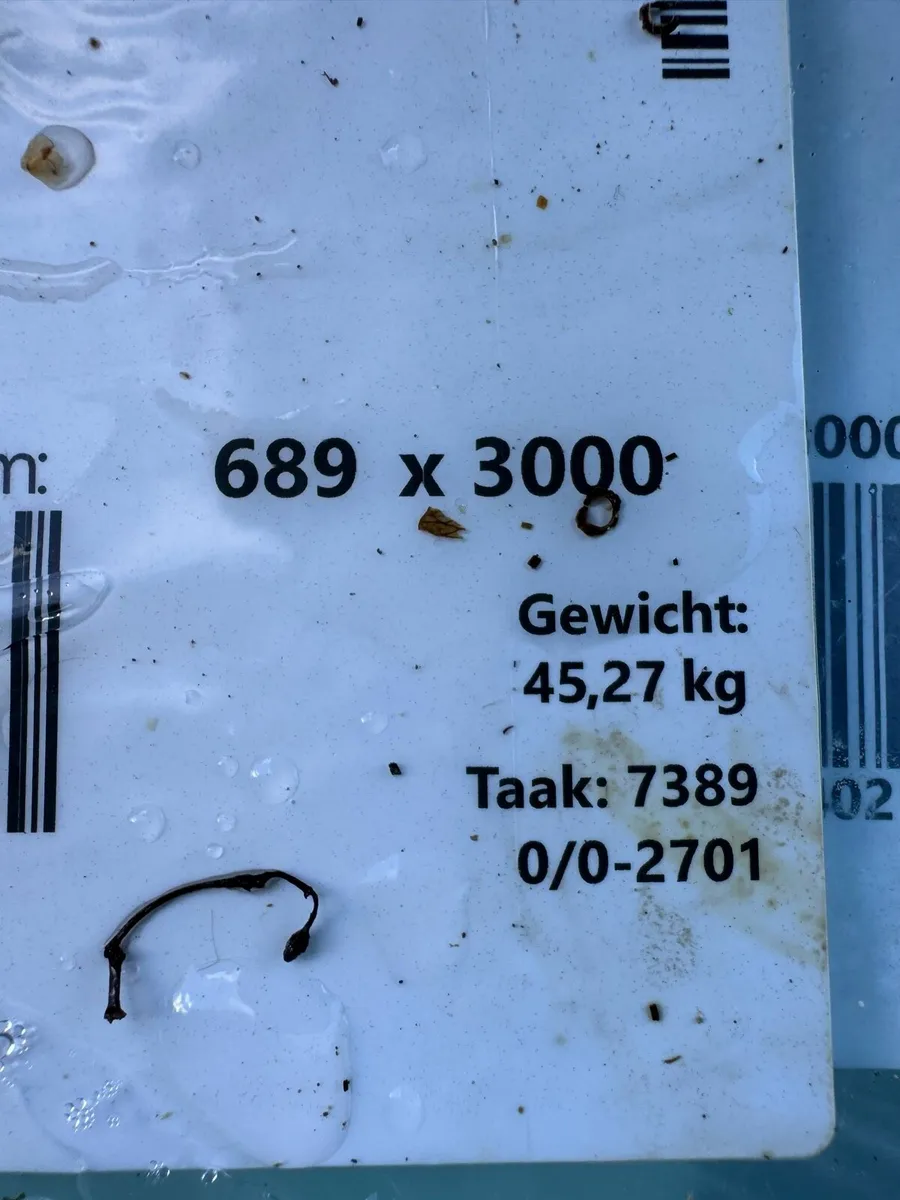 m:
689 x 3000
000
Gewicht:
45,27 kg
Taak: 7389
02
0/0-2701